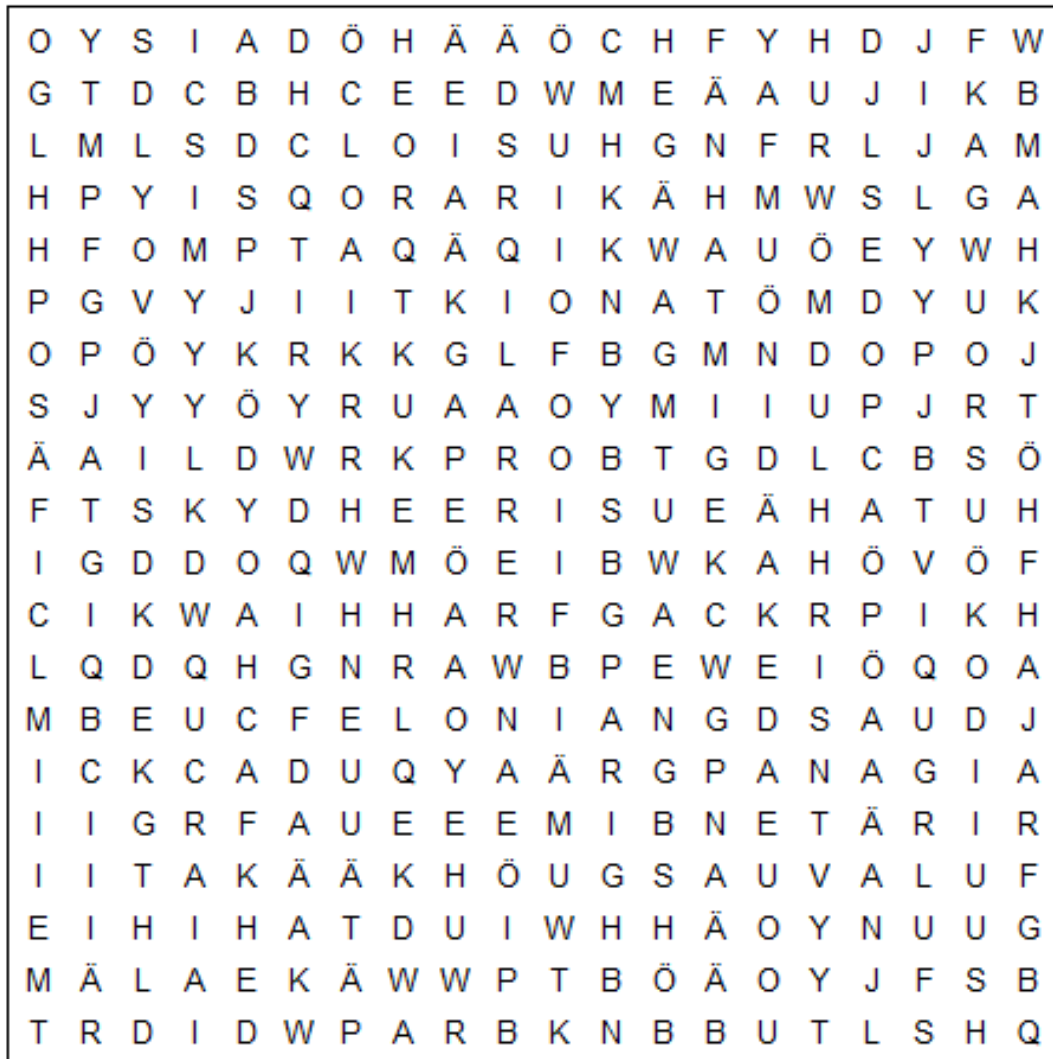 O Y S I A D Ö H Ä Ä Ö C H F Y H D J F W
G T D C B H C E E D W M E Ä A U J I K B
L M L S D C L O I S U H G N F R L J A M
H P Y I S Q O R A R I K Ä H M W S L G A
H F O M P T A Q Ä Q I K W A U Ö E Y W H
P G V Y J I I T K I O N A T Ö M D Y U K
O P Ö Y K R K K G L F B G M N D O P O J
S J Y Y Ö Y R U A A O Y M I I U P J R T
Ä A I L D W R K P R O B T G D L C B S Ö
F T S K Y D H E E R I S U E Ä H A T U H
I G D D O Q W M Ö E I B W K A H Ö V Ö F
C I K W A I H H A R F G A C K R P I K H
L Q D Q H G N R A W B P E W E I Ö Q O A
M B E U C F E L O N I A N G D S A U D J
I C K C A D U Q Y A Ä R G P A N A G I A
I I G R F A U E E E M I B N E T Ä R I R
I I T A K Ä Ä K H Ö U G S A U V A L U F
E I H I H A T D U I W H H Ä O Y N U U G
M Ä L A E K Ä W W P T B Ö Ä O Y J F S B
T R D I D W P A R B K N B B U T L S H Q